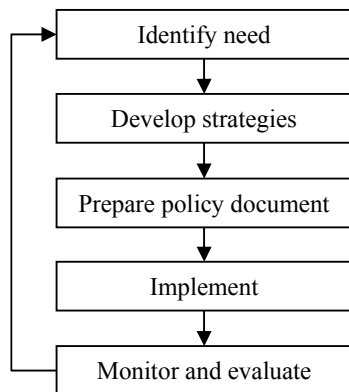 Identify need
Develop strategies
Prepare policy document
Implement
Monitor and evaluate